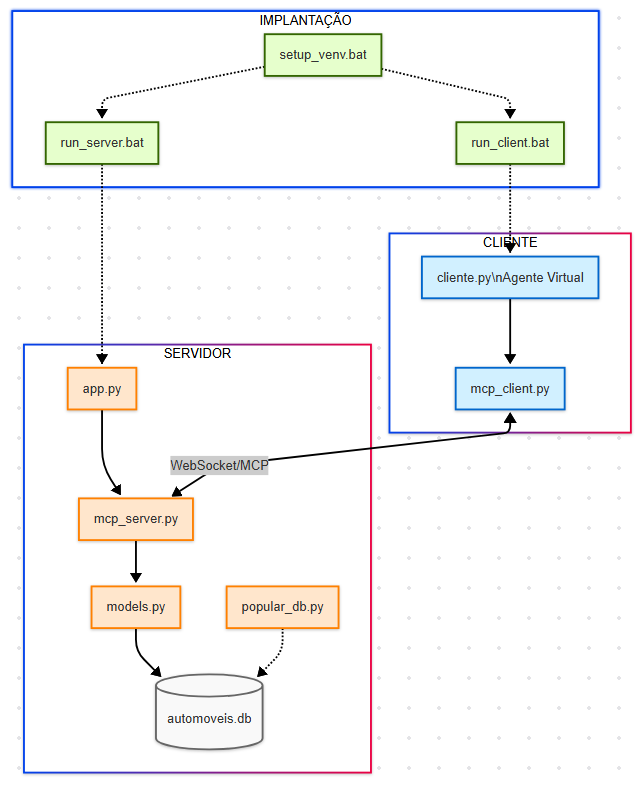 IMPLANTAÇÃO
setup_venv.bat
run_server.bat
run_client.bat
CLIENTE
cliente.py\nAgente Virtual
SERVIDOR
app.py
mcp_client.py
WebSocket/MCP
mcp_server.py
models.py
popular_db.py
automoveis.db